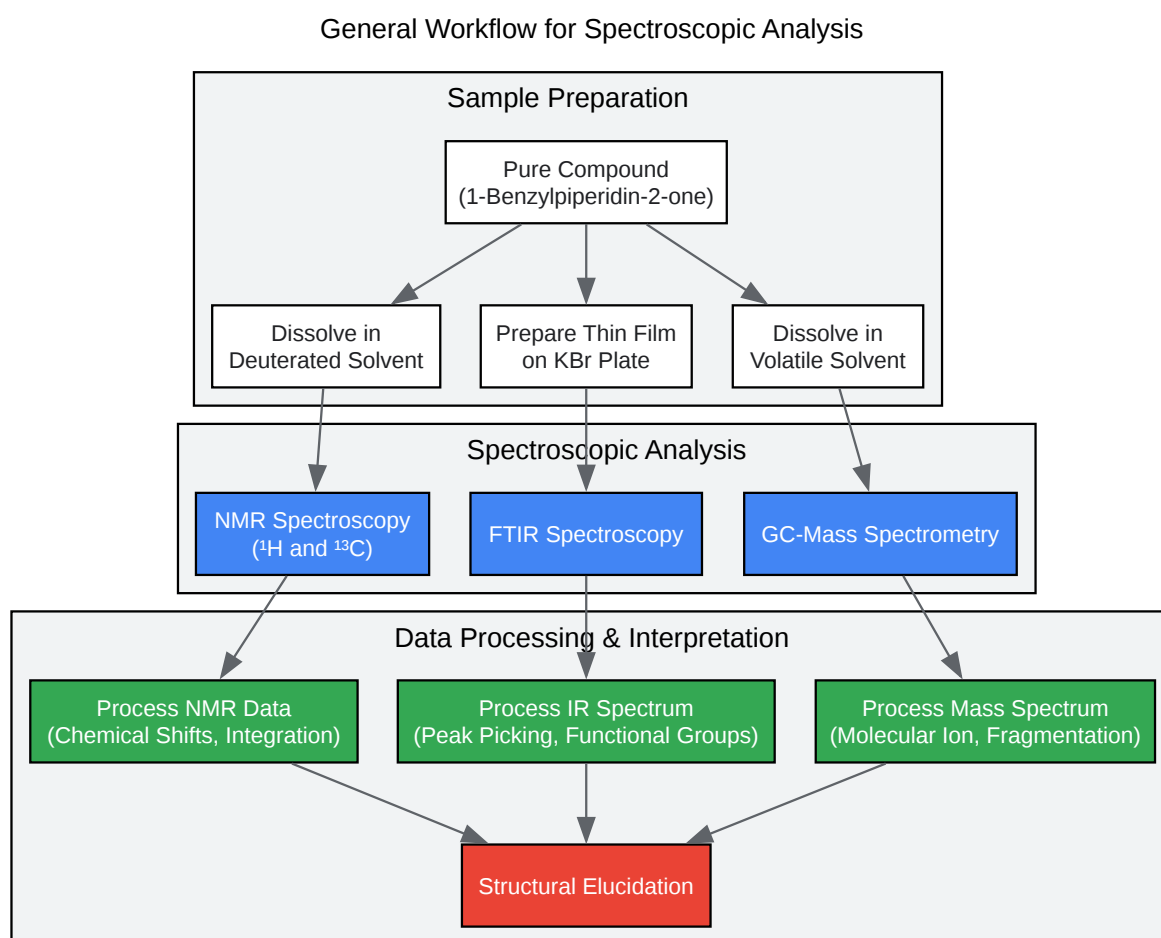 General Workflow for Spectroscopic Analysis
Sample Preparation
Pure Compound
(1-Benzylpiperidin-2-one)
Dissolve in
Deuterated Solvent
Prepare Thin Film
on KBr Plate
Dissolve in
Volatile Solvent
Spectroscopic Analysis
NMR Spectroscopy
(¹H and ¹³C)
FTIR Spectroscopy
GC-Mass Spectrometry
Data Processing & Interpretation
Process NMR Data
(Chemical Shifts, Integration)
Process IR Spectrum
(Peak Picking, Functional Groups)
Process Mass Spectrum
(Molecular Ion, Fragmentation)
Structural Elucidation